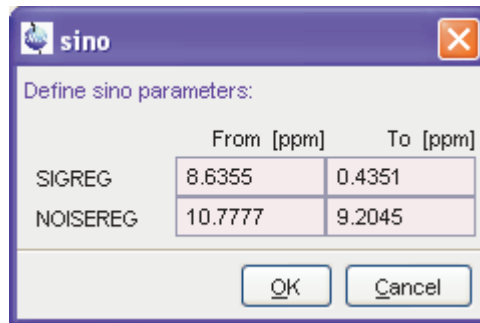 sino
Define sino parameters:
From [ppm] To [ppm]
SIGREG 8.6355 0.4351
NOISEREG 10.7777 9.2045
OK Cancel